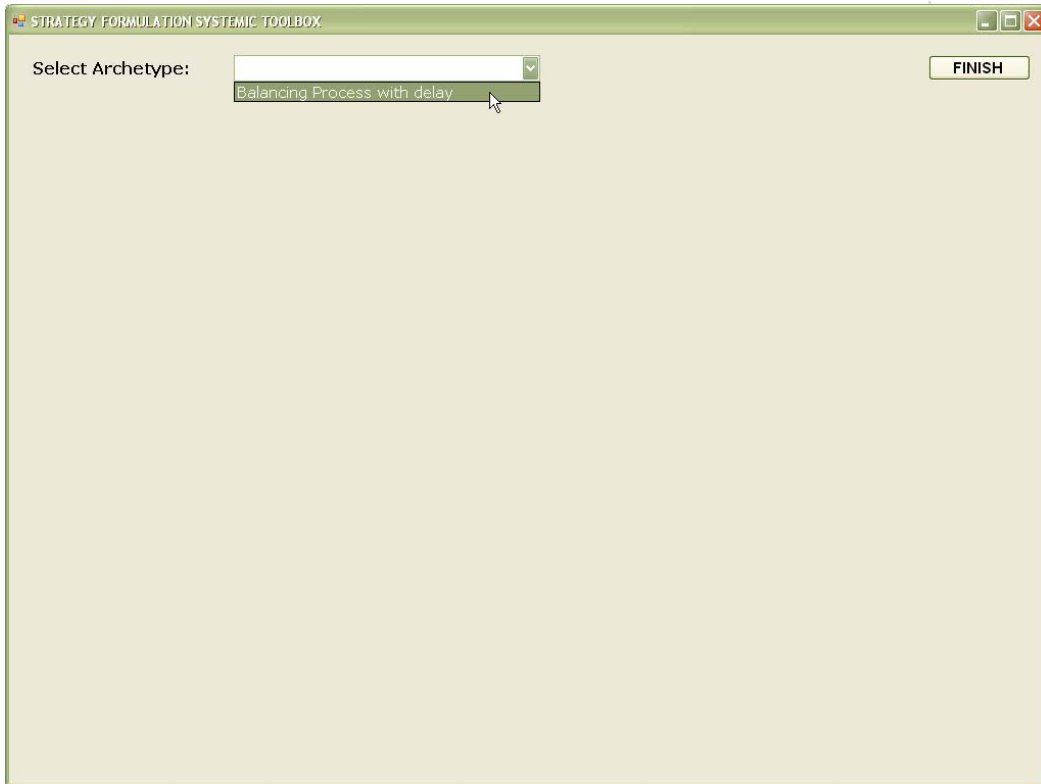 STRATEGY FORMULATION SYSTEMIC TOOLBOX
Select Archetype:
FINISH
Balancing Process with delay